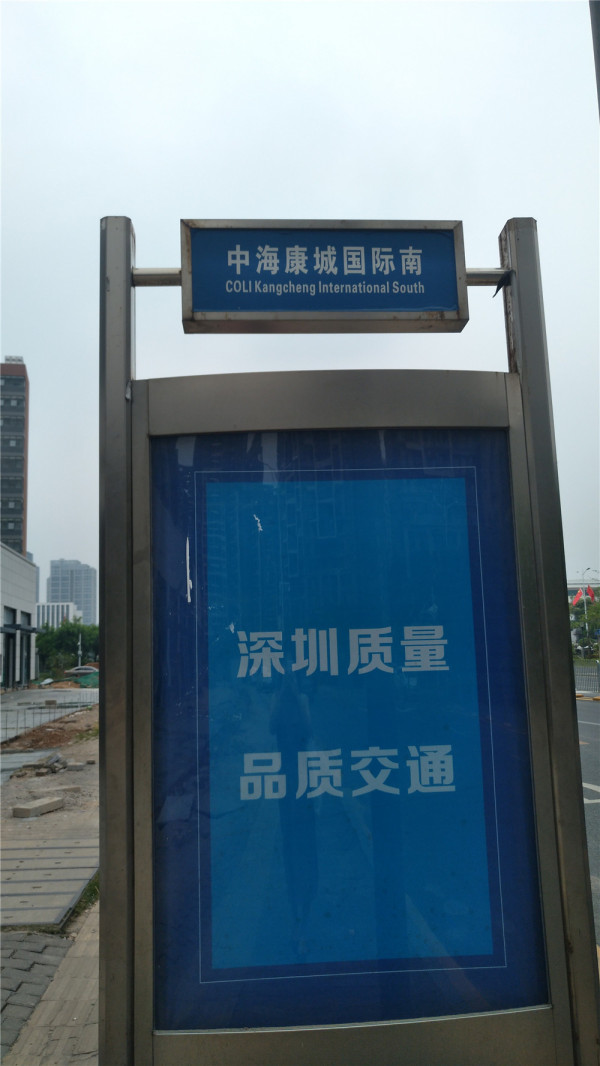 中海康城国际南
COLI Kangcheng International South
深圳质量
品质交通